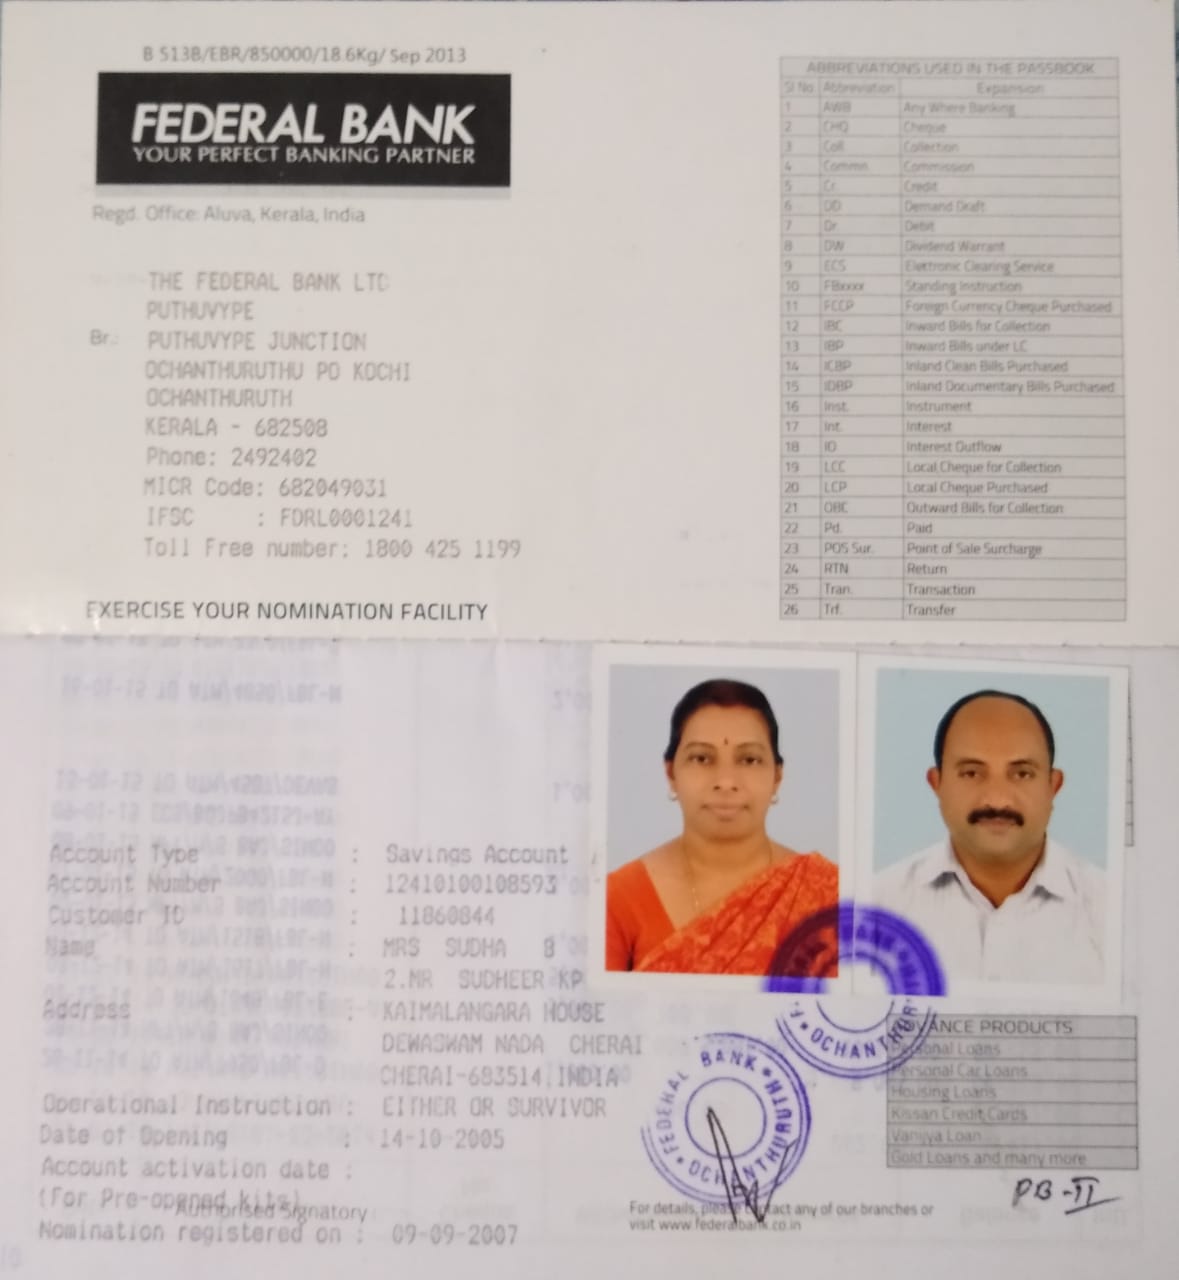 B 513B/EBR/850000/18.6Kg/ Sep 2013
FEDERAL BANK
YOUR PERFECT BANKING PARTNER
Regd. Office: Aluva, Kerala, India
THE FEDERAL BANK LTD
PUTHUVYPE
Br.: PUTHUVYPE JUNCTION
OCHANTHURUTHU PO KOCHI
OCHANTHURUTH
KERALA - 682508
Phone: 2492402
MICR Code: 682049031
IFSC : FDRL0001241
Toll Free number: 1800 425 1199
EXERCISE YOUR NOMINATION FACILITY
ABBREVIATIONS USED IN THE PASSBOOK
Sl No. Abbreviation Expansion
1 AWB Any Where Banking
2 CHQ Cheque
3 Coll. Collection
4 Commn. Commission
5 Cr. Credit
6 DD Demand Draft
7 Dr Debit
8 DW Dividend Warrant
9 ECS Electronic Clearing Service
10 FBxxxx Standing Instruction
11 FCCP Foreign Currency Cheque Purchased
12 IBC Inward Bills for Collection
13 IBP Inward Bills under LC
14 ICBP Inland Clean Bills Purchased
15 IDBP Inland Documentary Bills Purchased
16 Inst. Instrument
17 Int. Interest
18 IO Interest Outflow
19 LCC Local Cheque for Collection
20 LCP Local Cheque Purchased
21 OBC Outward Bills for Collection
22 Pd. Paid
23 POS Sur. Point of Sale Surcharge
24 RTN Return
25 Tran. Transaction
26 Trf. Transfer
Account Type : Savings Account
Account Number : 12410100108593
Customer ID : 11860844
Name : MRS SUDHA B
2.MR SUDHEER KP
Address : KAIMALANGARA HOUSE
DEWASWAM NADA CHERAI
CHERAI-683514,INDIA
Operational Instruction : EITHER OR SURVIVOR
Date of Opening : 14-10-2005
Account activation date :
(For Pre-opened kits)
Authorised Signatory
Nomination registered on : 09-09-2007
FEDERAL BANK * OCHANTHURUTH *
OCHANTHUR
ADVANCE PRODUCTS
Personal Loans
Personal Car Loans
Housing Loans
Kissan Credit Cards
Vanijya Loan
Gold Loans and many more
PB-II
For details, please contact any of our branches or
visit www.federalbank.co.in